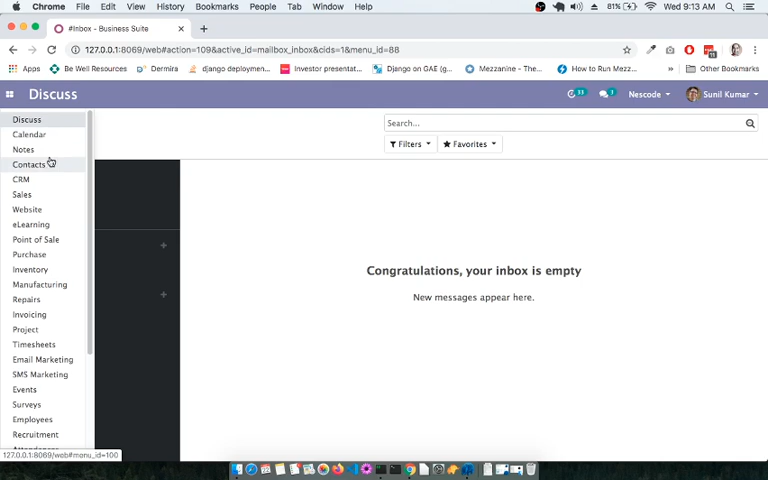 Chrome File Edit View History Bookmarks People Tab Window Help 81% Wed 9:13 AM
#Inbox - Business Suite
127.0.0.1:8069/web#action=109&active_id=mailbox_inbox&cids=1&menu_id=88
Apps Be Well Resources Dermira django deploymen... Investor presentat... Django on GAE (g... Mezzanine - The... How to Run Mezz... » Other Bookmarks
Discuss 33 1 Nescode Sunil Kumar
Discuss
Calendar
Notes
Contacts
CRM
Sales
Website
eLearning
Point of Sale
Purchase
Inventory
Manufacturing
Repairs
Invoicing
Project
Timesheets
Email Marketing
SMS Marketing
Events
Surveys
Employees
Recruitment
Search...
Filters Favorites
Congratulations, your inbox is empty
New messages appear here.
127.0.0.1:8069/web#menu_id=100